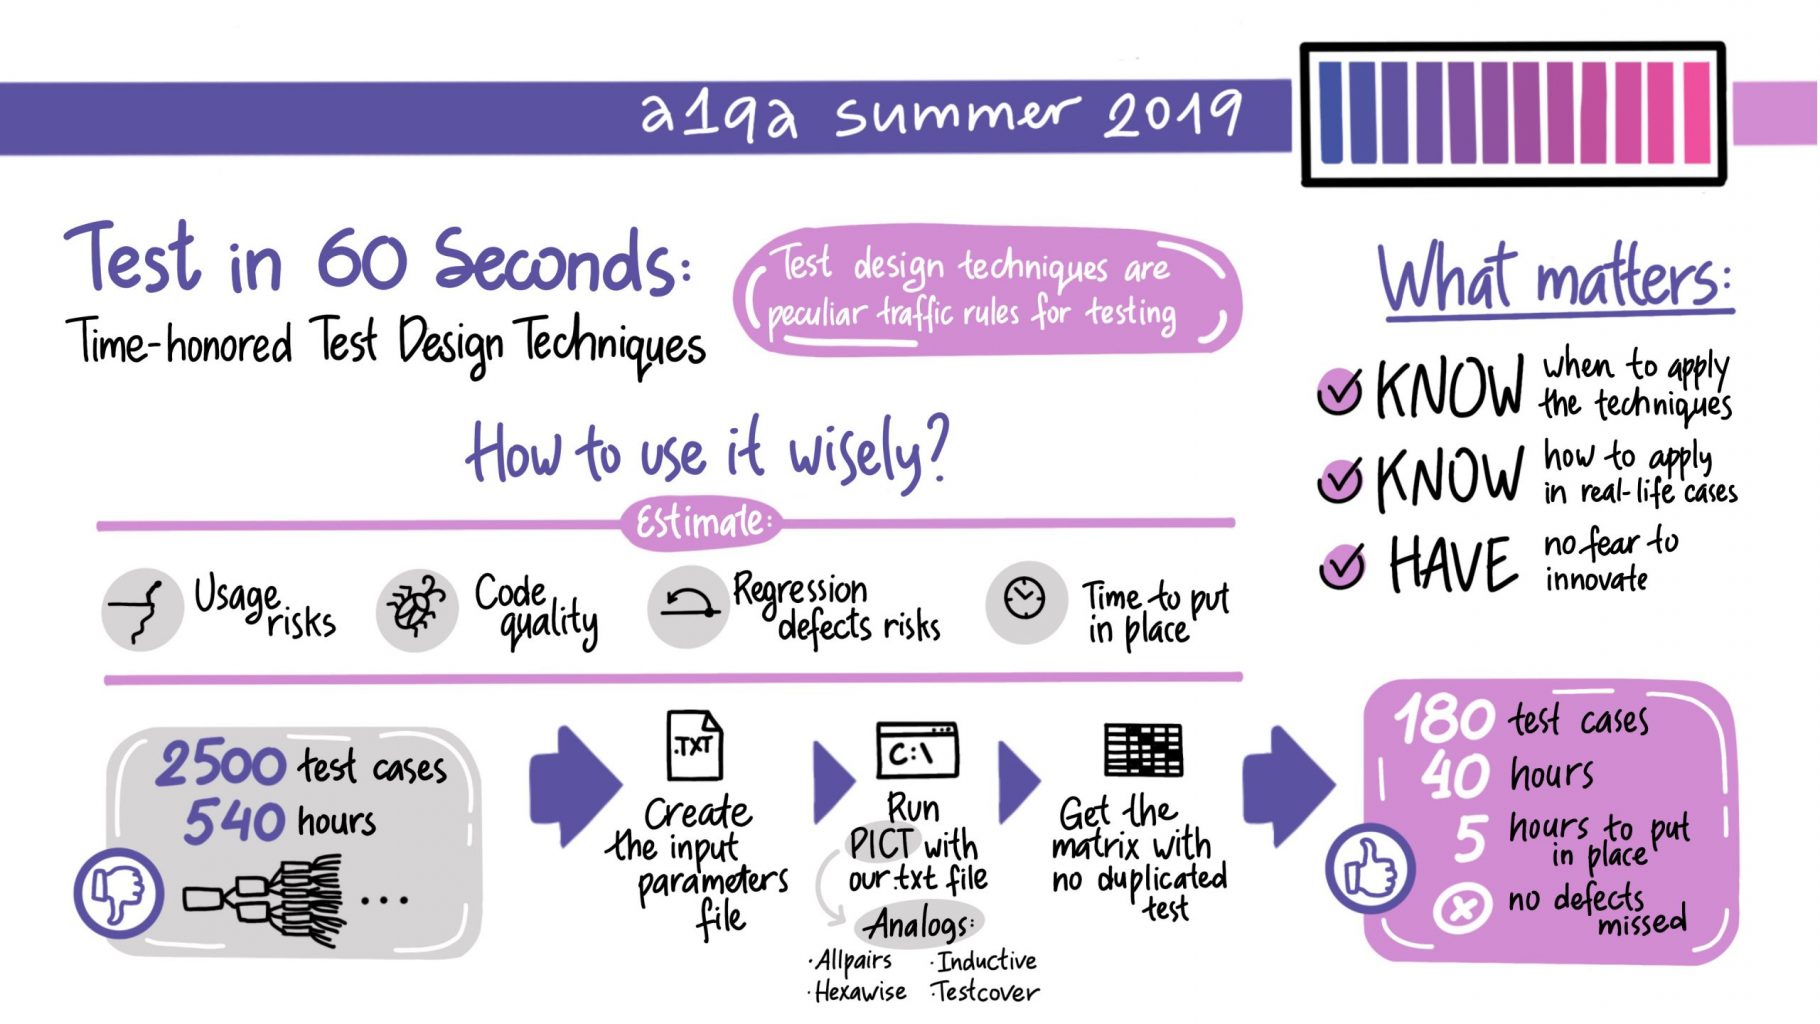 a1qa summer 2019
Test in 60 Seconds:
Time-honored Test Design Techniques
Test design techniques are
peculiar traffic rules for testing
How to use it wisely?
Estimate:
Usage
risks
Code
quality
Regression
defects risks
Time to put
in place
What matters:
KNOW when to apply
the techniques
KNOW how to apply
in real-life cases
HAVE no fear to
innovate
2500 test cases
540 hours
...
.TXT
Create
the input
parameters
file
C:\
Run
PICT with
our .txt file
Analogs:
·Allpairs
·Inductive
·Hexawise
·Testcover
Get the
matrix with
no duplicated
test
180 test cases
40 hours
5 hours to put
in place
no defects
missed